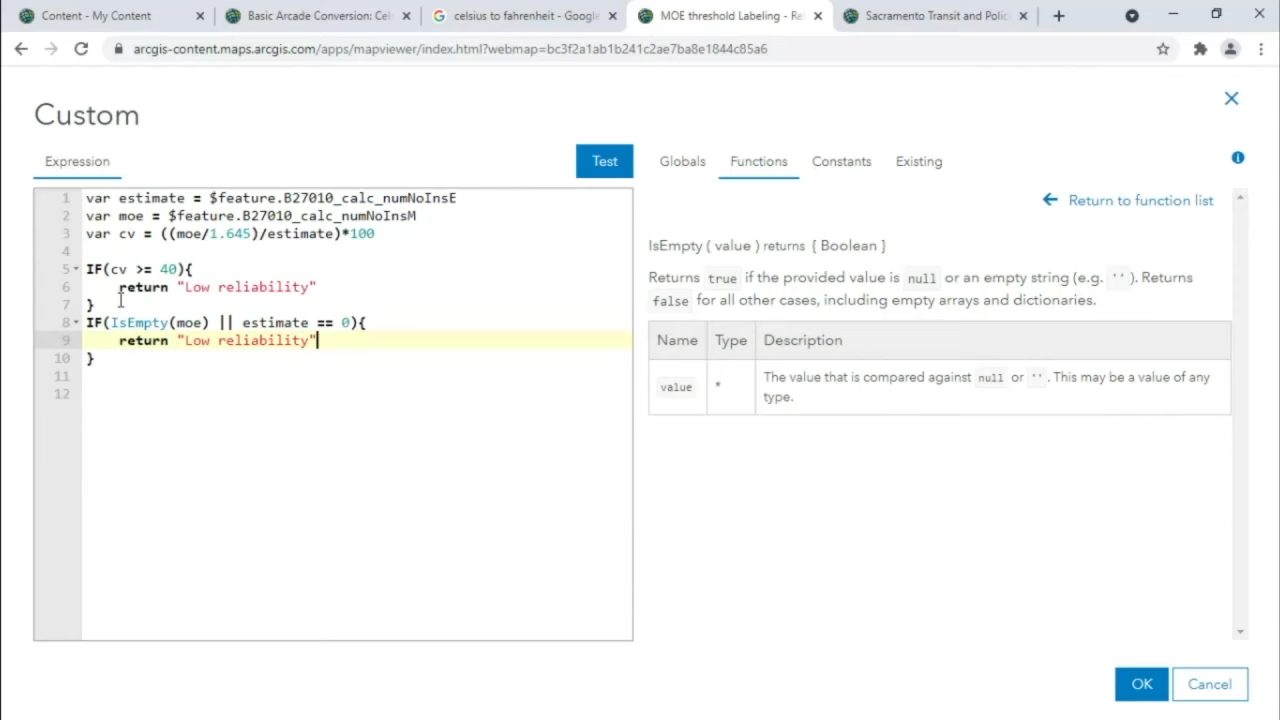 Content - My Content
Basic Arcade Conversion: Cel
celsius to fahrenheit - Google
MOE threshold Labeling - Re
Sacramento Transit and Polic
arcgis-content.maps.arcgis.com/apps/mapviewer/index.html?webmap=bc3f2a1ab1b241c2ae7ba8e1844c85a6
Custom
Expression
Test
Globals
Functions
Constants
Existing
1 var estimate = $feature.B27010_calc_numNoInsE
2 var moe = $feature.B27010_calc_numNoInsM
3 var cv = ((moe/1.645)/estimate)*100
4
5 IF(cv >= 40){
6 return "Low reliability"
7 }
8 IF(IsEmpty(moe) || estimate == 0){
9 return "Low reliability"
10 }
11
12
Return to function list
IsEmpty ( value ) returns { Boolean }
Returns true if the provided value is null or an empty string (e.g. '' ). Returns
false for all other cases, including empty arrays and dictionaries.
Name Type Description
value * The value that is compared against null or '' . This may be a value of any
type.
OK
Cancel